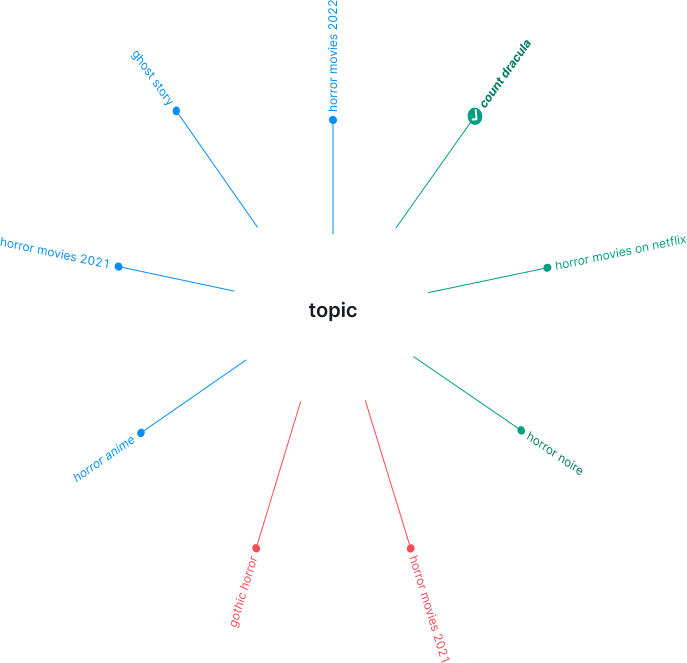 horror movies 2022
count dracula
ghost story
horror movies on netflix
horror movies 2021
topic
horror noire
horror anime
gothic horror
horror movies 2021